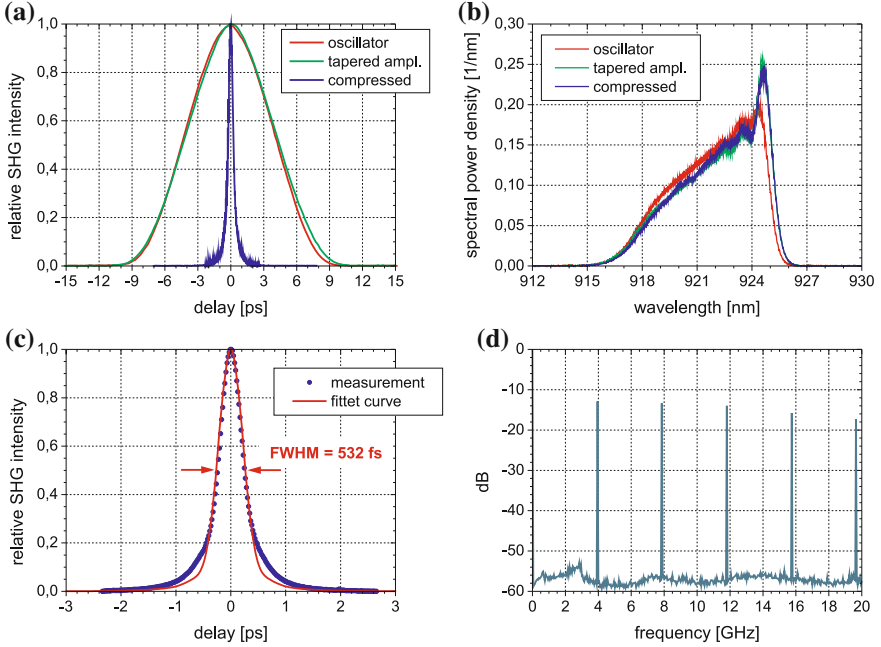 (a)
relative SHG intensity
1,0
0,8
0,6
0,4
0,2
0,0
oscillator
tapered ampl.
compressed
-15 -12 -9 -6 -3 0 3 6 9 12 15
delay [ps]
(b)
spectral power density [1/nm]
0,30
0,25
0,20
0,15
0,10
0,05
0,00
oscillator
tapered ampl.
compressed
912 915 918 921 924 927 930
wavelength [nm]
(c)
relative SHG intensity
1,0
0,8
0,6
0,4
0,2
0,0
measurement
fittet curve
FWHM = 532 fs
-3 -2 -1 0 1 2 3
delay [ps]
(d)
dB
0
-10
-20
-30
-40
-50
-60
0 2 4 6 8 10 12 14 16 18 20
frequency [GHz]